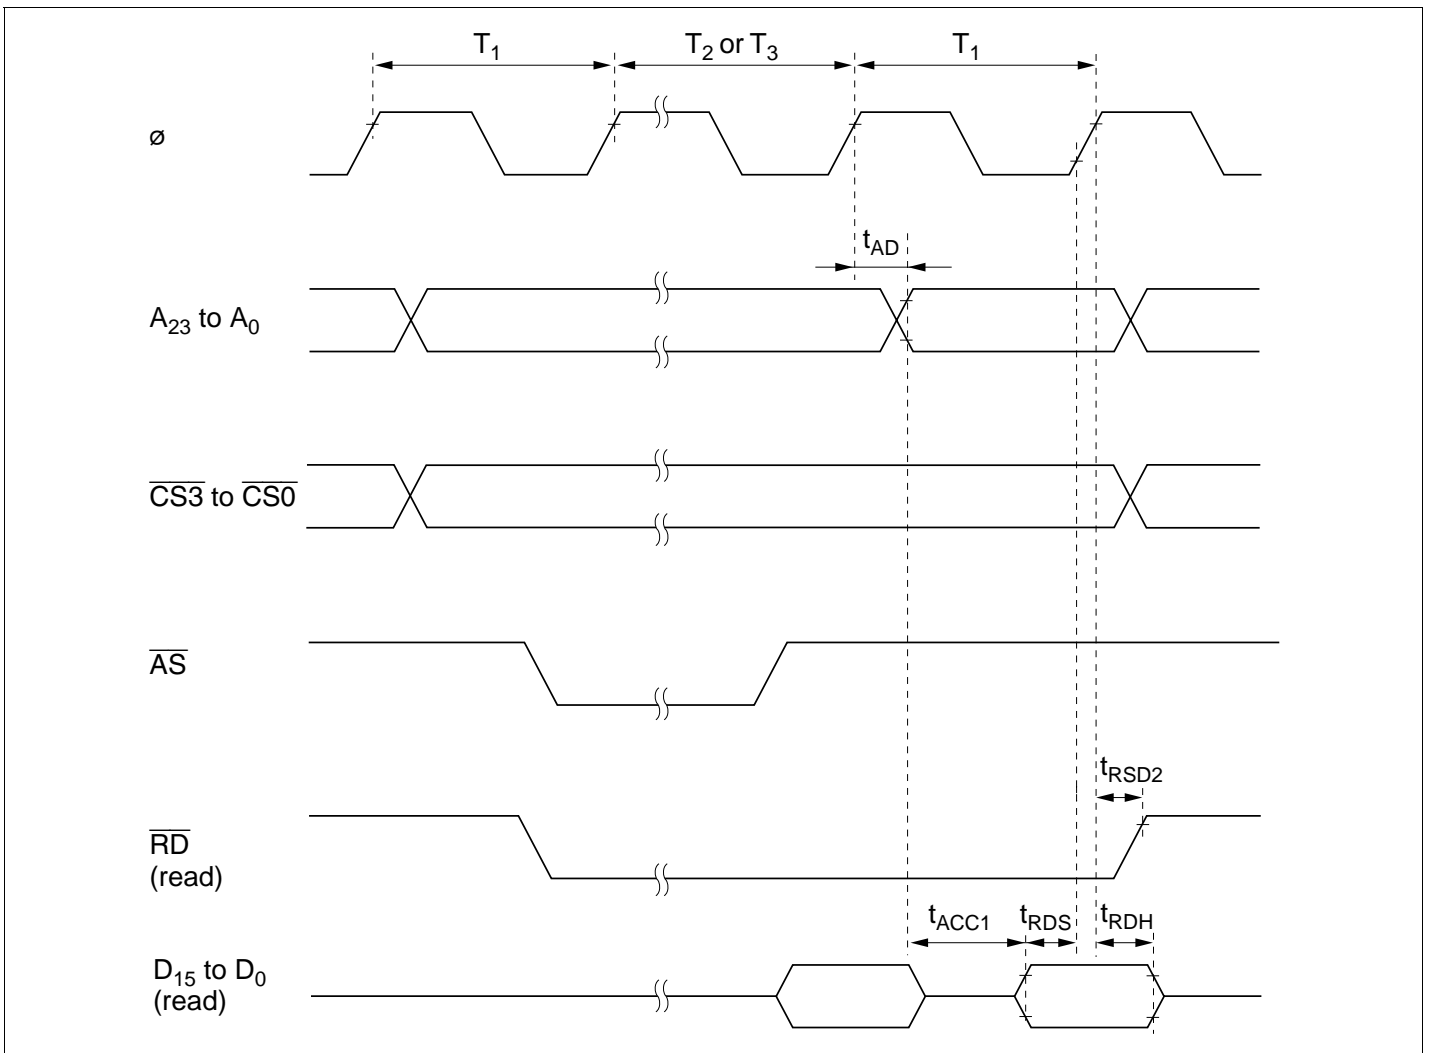 T1 T2 or T3 T1
ø
tAD
A23 to A0
CS3 to CS0
AS
tRSD2
RD
(read)
tACC1 tRDS tRDH
D15 to D0
(read)